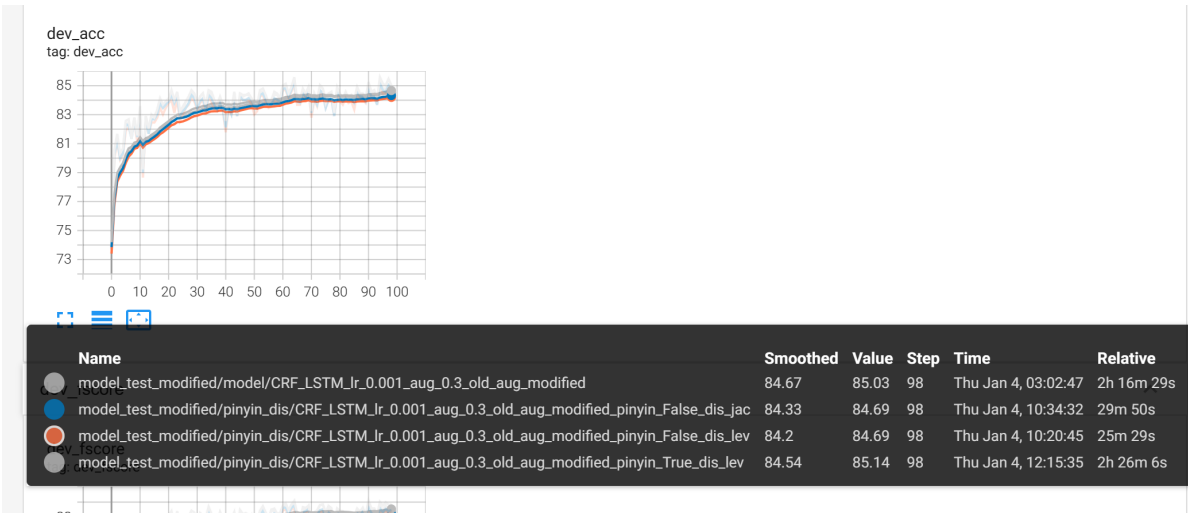 dev_acc
tag: dev_acc
85
83
81
79
77
75
73
0 10 20 30 40 50 60 70 80 90 100
Name Smoothed Value Step Time Relative
model_test_modified/model/CRF_LSTM_lr_0.001_aug_0.3_old_aug_modified 84.67 85.03 98 Thu Jan 4, 03:02:47 2h 16m 29s
dev_fscore
model_test_modified/pinyin_dis/CRF_LSTM_lr_0.001_aug_0.3_old_aug_modified_pinyin_False_dis_jac 84.33 84.69 98 Thu Jan 4, 10:34:32 29m 50s
model_test_modified/pinyin_dis/CRF_LSTM_lr_0.001_aug_0.3_old_aug_modified_pinyin_False_dis_lev 84.2 84.69 98 Thu Jan 4, 10:20:45 25m 29s
dev_fscore
model_test_modified/pinyin_dis/CRF_LSTM_lr_0.001_aug_0.3_old_aug_modified_pinyin_True_dis_lev 84.54 85.14 98 Thu Jan 4, 12:15:35 2h 26m 6s
tag: dev_fscore